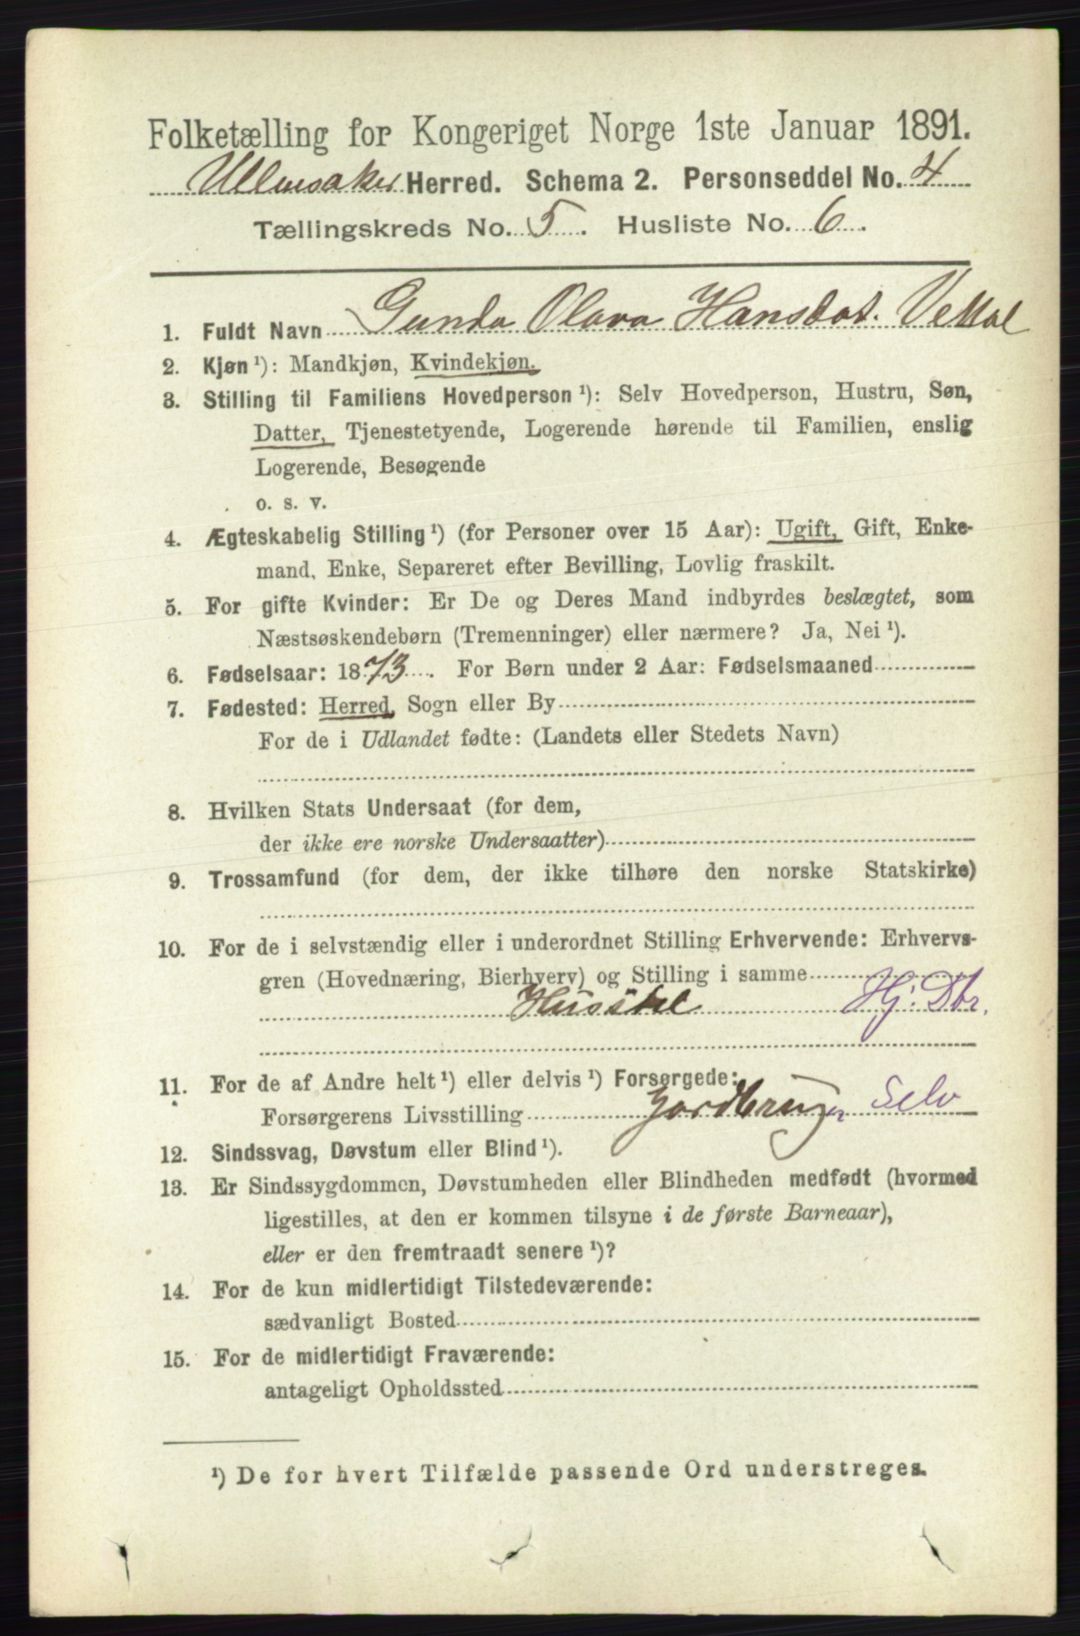 Folketælling for Kongeriget Norge 1ste Januar 1891.
Ullensaker Herred. Schema 2. Personseddel No. 4
Tællingskreds No. 5. Husliste No. 6.
1. Fuldt Navn Gunda Olava Hansdat.
2. Kjøn ¹): Mandkjøn, Kvindekjøn.
3. Stilling til Familiens Hovedperson ¹): Selv Hovedperson, Hustru, Søn,
Datter, Tjenestetyende, Logerende hørende til Familien, enslig
Logerende, Besøgende
o. s. v.
4. Ægteskabelig Stilling ¹) (for Personer over 15 Aar): Ugift, Gift, Enke-
mand, Enke, Separeret efter Bevilling, Lovlig fraskilt.
5. For gifte Kvinder: Er De og Deres Mand indbyrdes beslægtet, som
Næstsøskendebørn (Tremenninger) eller nærmere? Ja, Nei ¹).
6. Fødselsaar: 1873. For Børn under 2 Aar: Fødselsmaaned
7. Fødested: Herred, Sogn eller By
For de i Udlandet fødte: (Landets eller Stedets Navn)
8. Hvilken Stats Undersaat (for dem,
der ikke ere norske Undersaatter)
9. Trossamfund (for dem, der ikke tilhøre den norske Statskirke)
10. For de i selvstændig eller i underordnet Stilling Erhvervende: Erhvervs-
gren (Hovednæring, Bierhverv) og Stilling i samme
Husstel Hj. Dtr.
11. For de af Andre helt ¹) eller delvis ¹) Forsørgede:
Forsørgerens Livsstilling Jordbruger Selv
12. Sindssvag, Døvstum eller Blind ¹).
13. Er Sindssygdommen, Døvstumheden eller Blindheden medfødt (hvormed
ligestilles, at den er kommen tilsyne i de første Barneaar),
eller er den fremtraadt senere ¹)?
14. For de kun midlertidigt Tilstedeværende:
sædvanligt Bosted
15. For de midlertidigt Fraværende:
antageligt Opholdssted
¹) De for hvert Tilfælde passende Ord understreges.